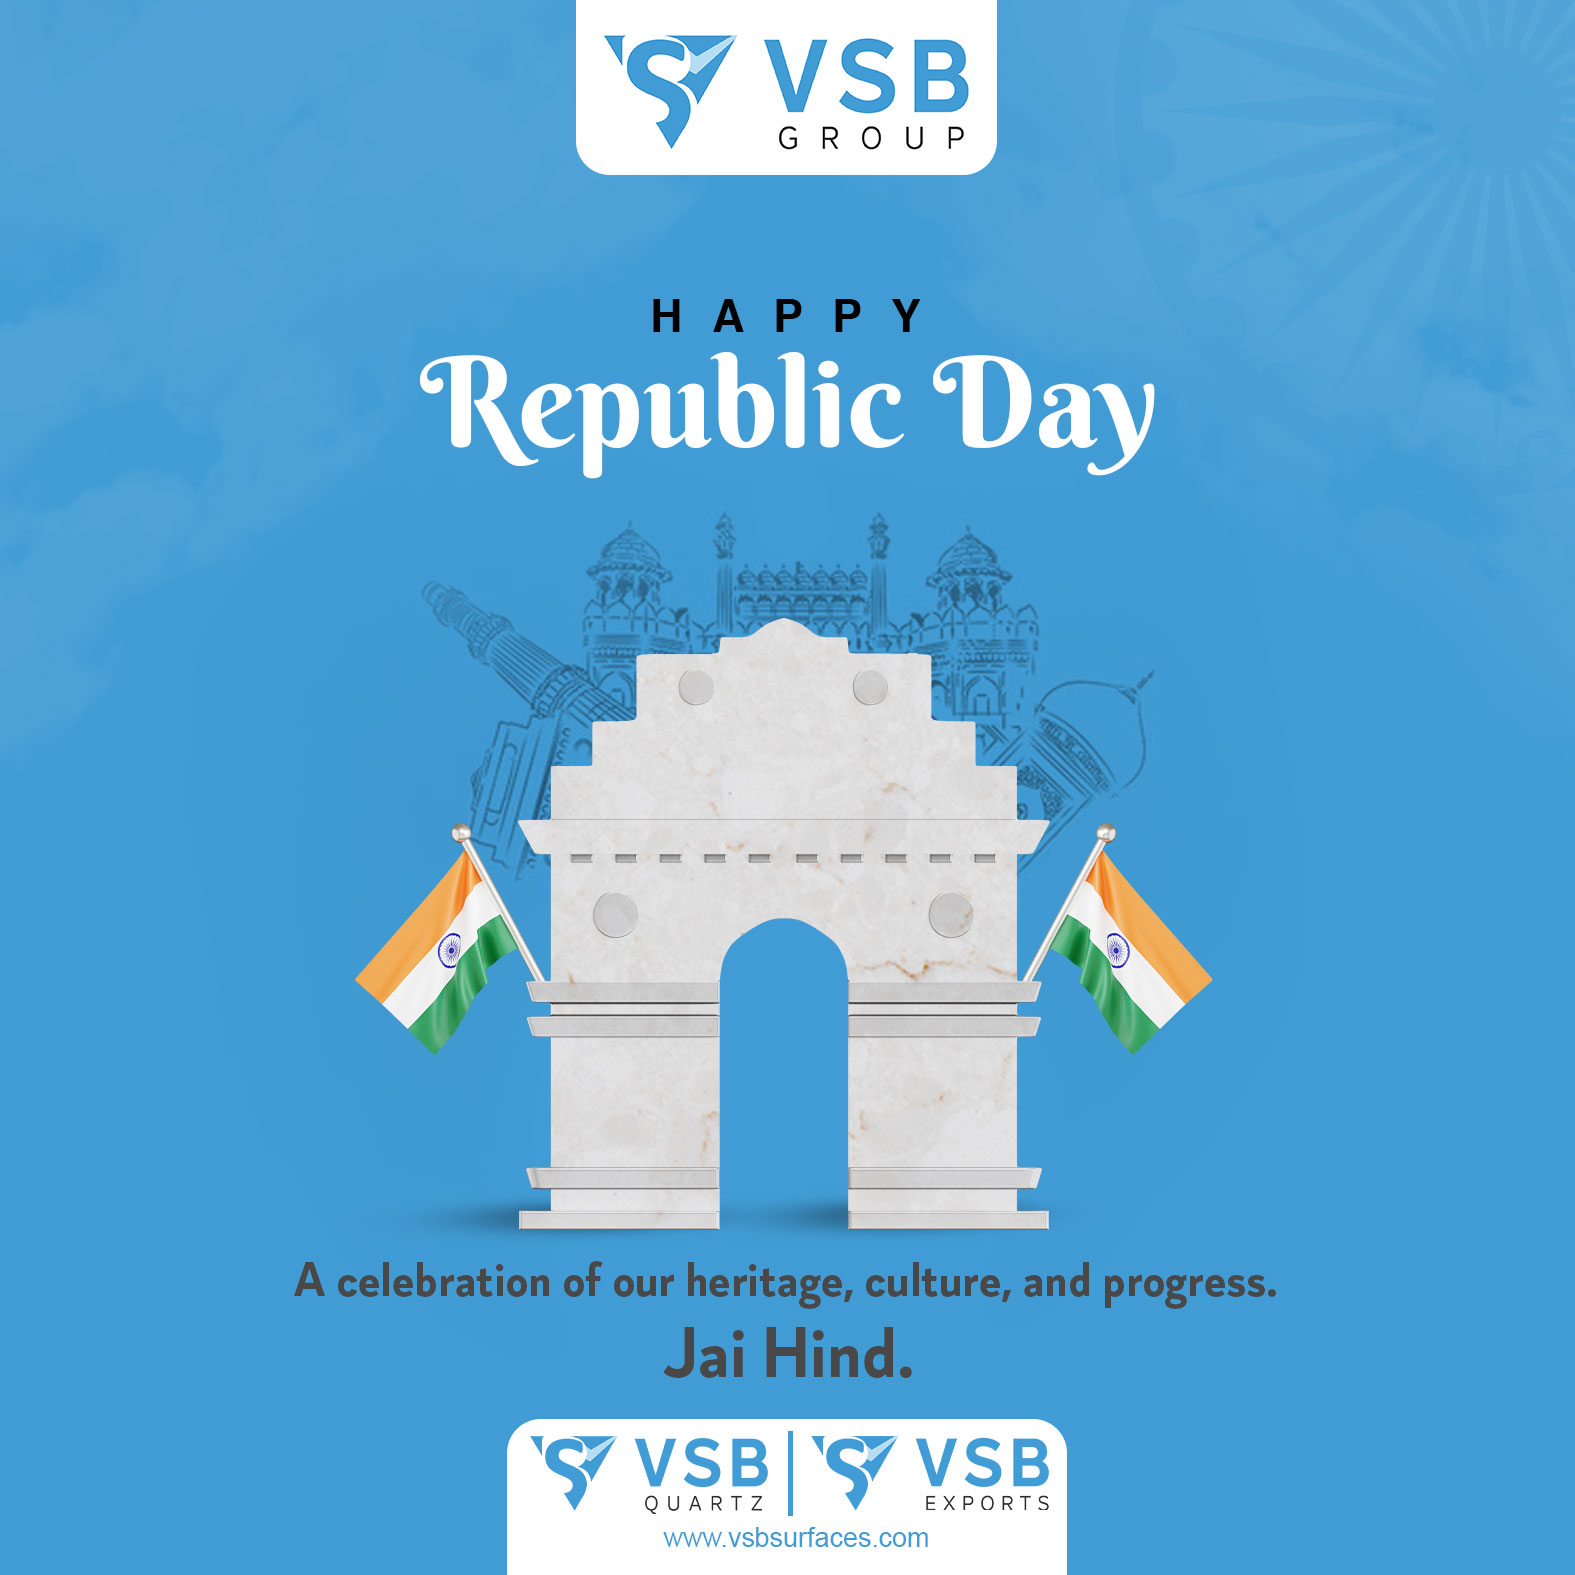 VSB
GROUP
HAPPY
Republic Day
A celebration of our heritage, culture, and progress.
Jai Hind.
VSB
QUARTZ
VSB
EXPORTS
www.vsbsurfaces.com